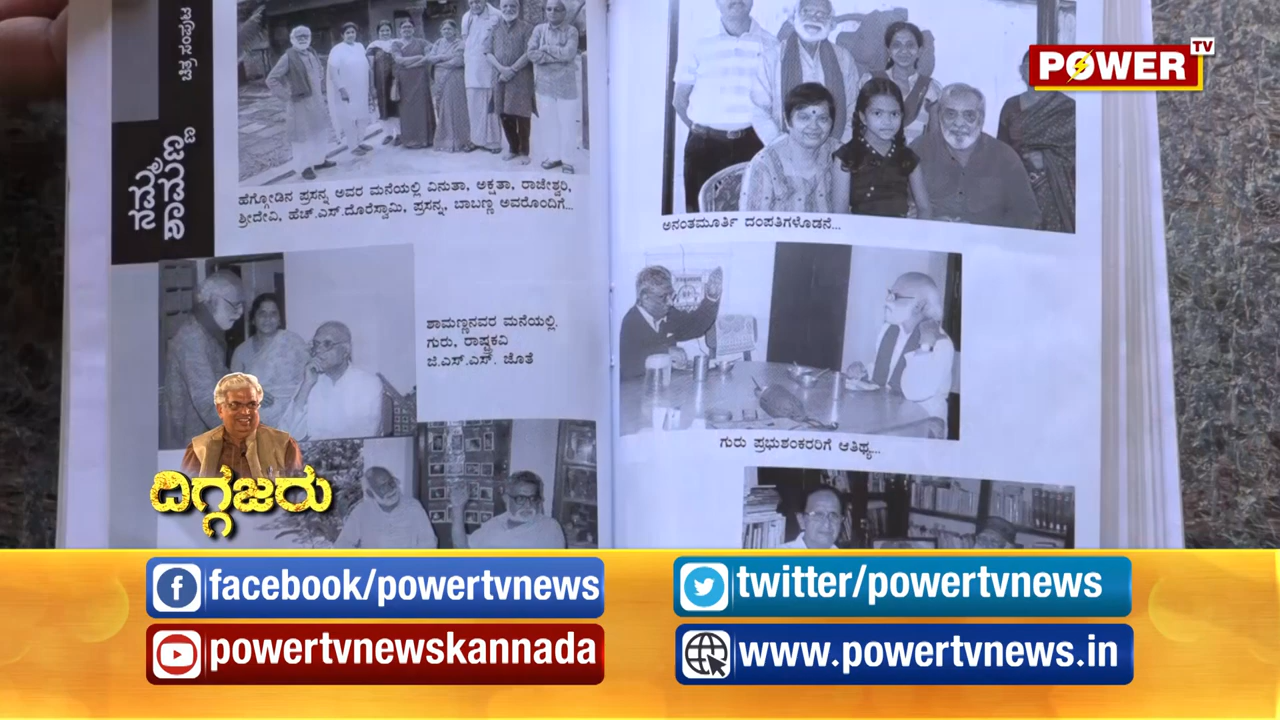 ಚಿತ್ರ ಸಂಪುಟ
ನಮ್ಮ
ಶಾಮಣ್ಣ
ಹೆಗ್ಗೋಡಿನ ಪ್ರಸನ್ನ ಅವರ ಮನೆಯಲ್ಲಿ ವಿನುತಾ, ಅಕ್ಷತಾ, ರಾಜೇಶ್ವರಿ,
ಶ್ರೀದೇವಿ, ಹೆಚ್.ಎಸ್.ದೊರೆಸ್ವಾಮಿ, ಪ್ರಸನ್ನ, ಬಾಬಣ್ಣ ಅವರೊಂದಿಗೆ...
ಶಾಮಣ್ಣನವರ ಮನೆಯಲ್ಲಿ.
ಗುರು, ರಾಷ್ಟ್ರಕವಿ
ಜಿ.ಎಸ್.ಎಸ್. ಜೊತೆ
POWER TV
ಅನಂತಮೂರ್ತಿ ದಂಪತಿಗಳೊಡನೆ...
ಗುರು ಪ್ರಭುಶಂಕರರಿಗೆ ಆತಿಥ್ಯ...
ದಿಗ್ಗಜರು
facebook/powertvnews
twitter/powertvnews
powertvnewskannada
www.powertvnews.in